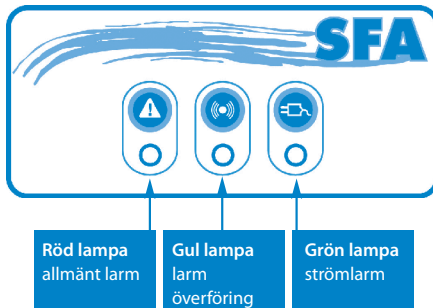 SFA
Röd lampa
allmänt larm
Gul lampa
larm
överföring
Grön lampa
strömlarm